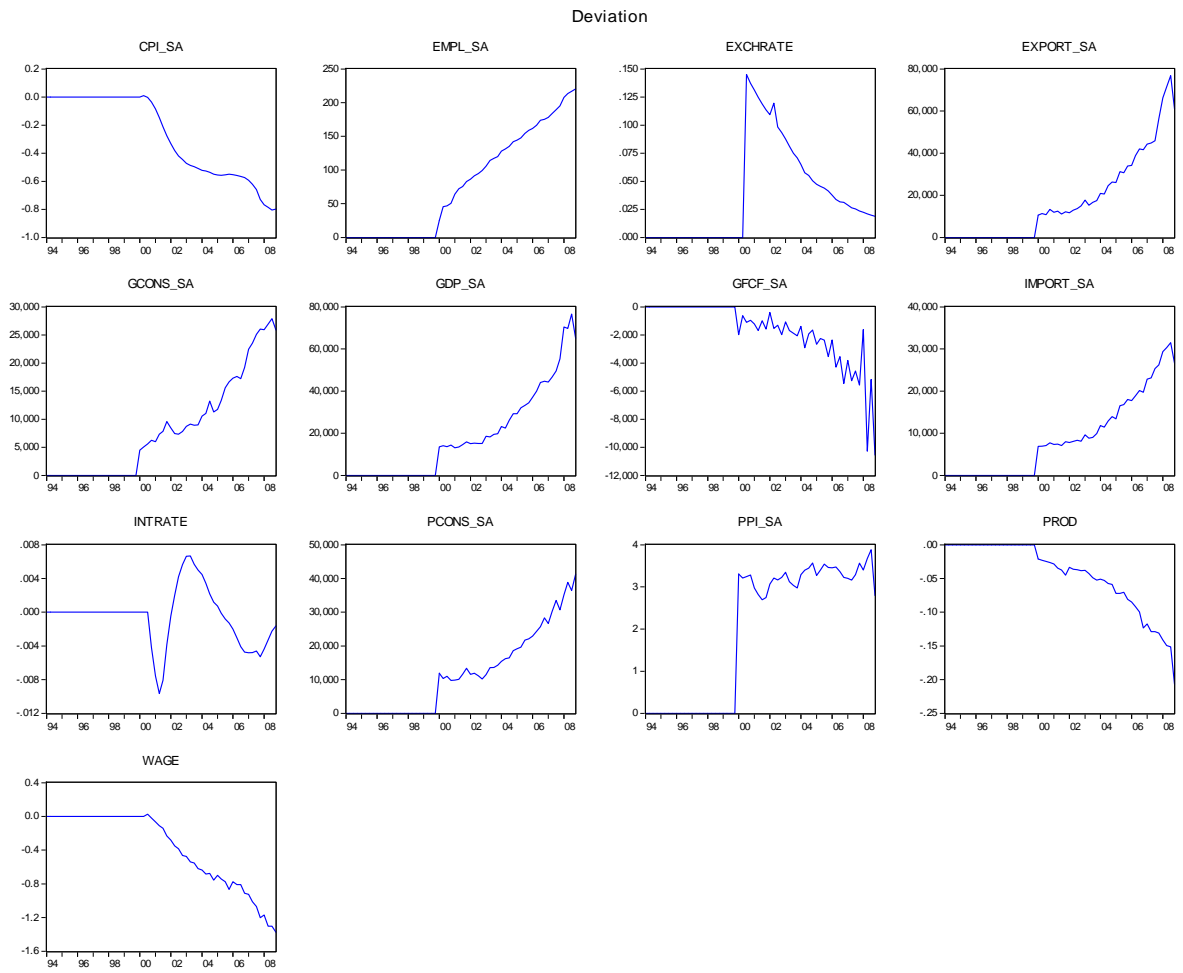 Deviation
CPI_SA
0.2
0.0
-0.2
-0.4
-0.6
-0.8
-1.0
94 96 98 00 02 04 06 08
EMPL_SA
250
200
150
100
50
0
94 96 98 00 02 04 06 08
EXCHRATE
.150
.125
.100
.075
.050
.025
.000
94 96 98 00 02 04 06 08
EXPORT_SA
80,000
60,000
40,000
20,000
0
94 96 98 00 02 04 06 08
GCONS_SA
30,000
25,000
20,000
15,000
10,000
5,000
0
94 96 98 00 02 04 06 08
GDP_SA
80,000
60,000
40,000
20,000
0
94 96 98 00 02 04 06 08
GFCF_SA
0
-2,000
-4,000
-6,000
-8,000
-10,000
-12,000
94 96 98 00 02 04 06 08
IMPORT_SA
40,000
30,000
20,000
10,000
0
94 96 98 00 02 04 06 08
INTRATE
.008
.004
.000
-.004
-.008
-.012
94 96 98 00 02 04 06 08
PCONS_SA
50,000
40,000
30,000
20,000
10,000
0
94 96 98 00 02 04 06 08
PPI_SA
4
3
2
1
0
94 96 98 00 02 04 06 08
PROD
.00
-.05
-.10
-.15
-.20
-.25
94 96 98 00 02 04 06 08
WAGE
0.4
0.0
-0.4
-0.8
-1.2
-1.6
94 96 98 00 02 04 06 08